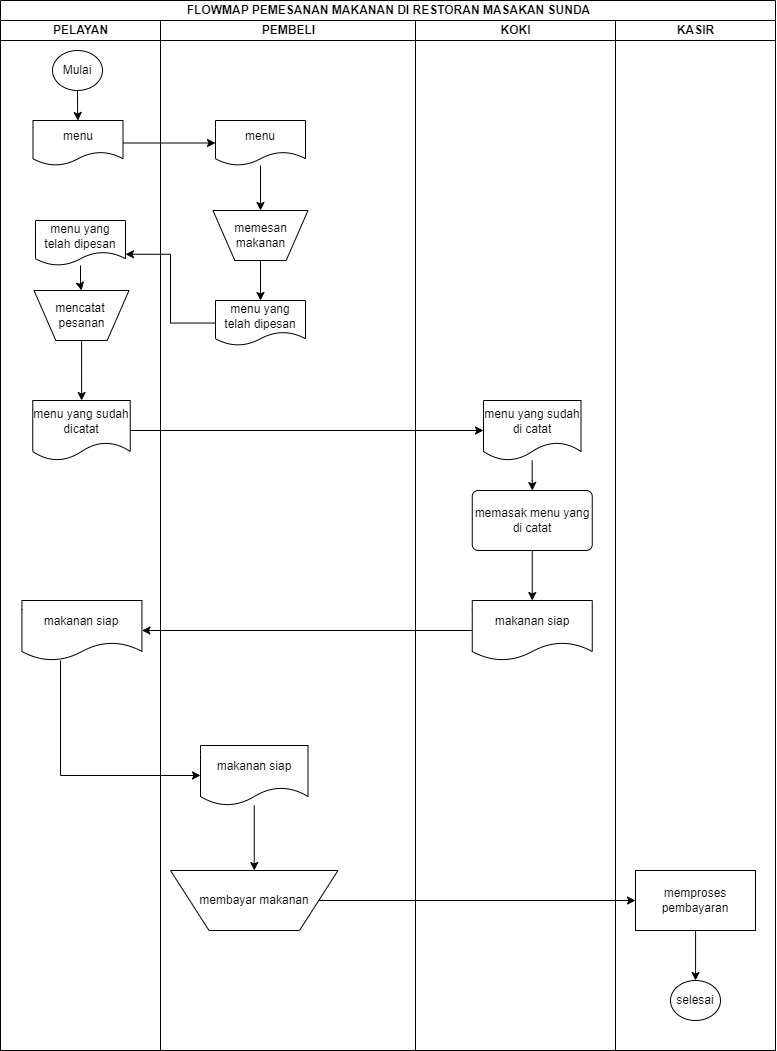 FLOWMAP PEMESANAN MAKANAN DI RESTORAN MASAKAN SUNDA
PELAYAN
PEMBELI
KOKI
KASIR
Mulai
menu
menu
memesan
makanan
menu yang
telah dipesan
menu yang
telah dipesan
mencatat
pesanan
menu yang sudah
dicatat
menu yang sudah
di catat
memasak menu yang
di catat
makanan siap
makanan siap
makanan siap
membayar makanan
memproses
pembayaran
selesai